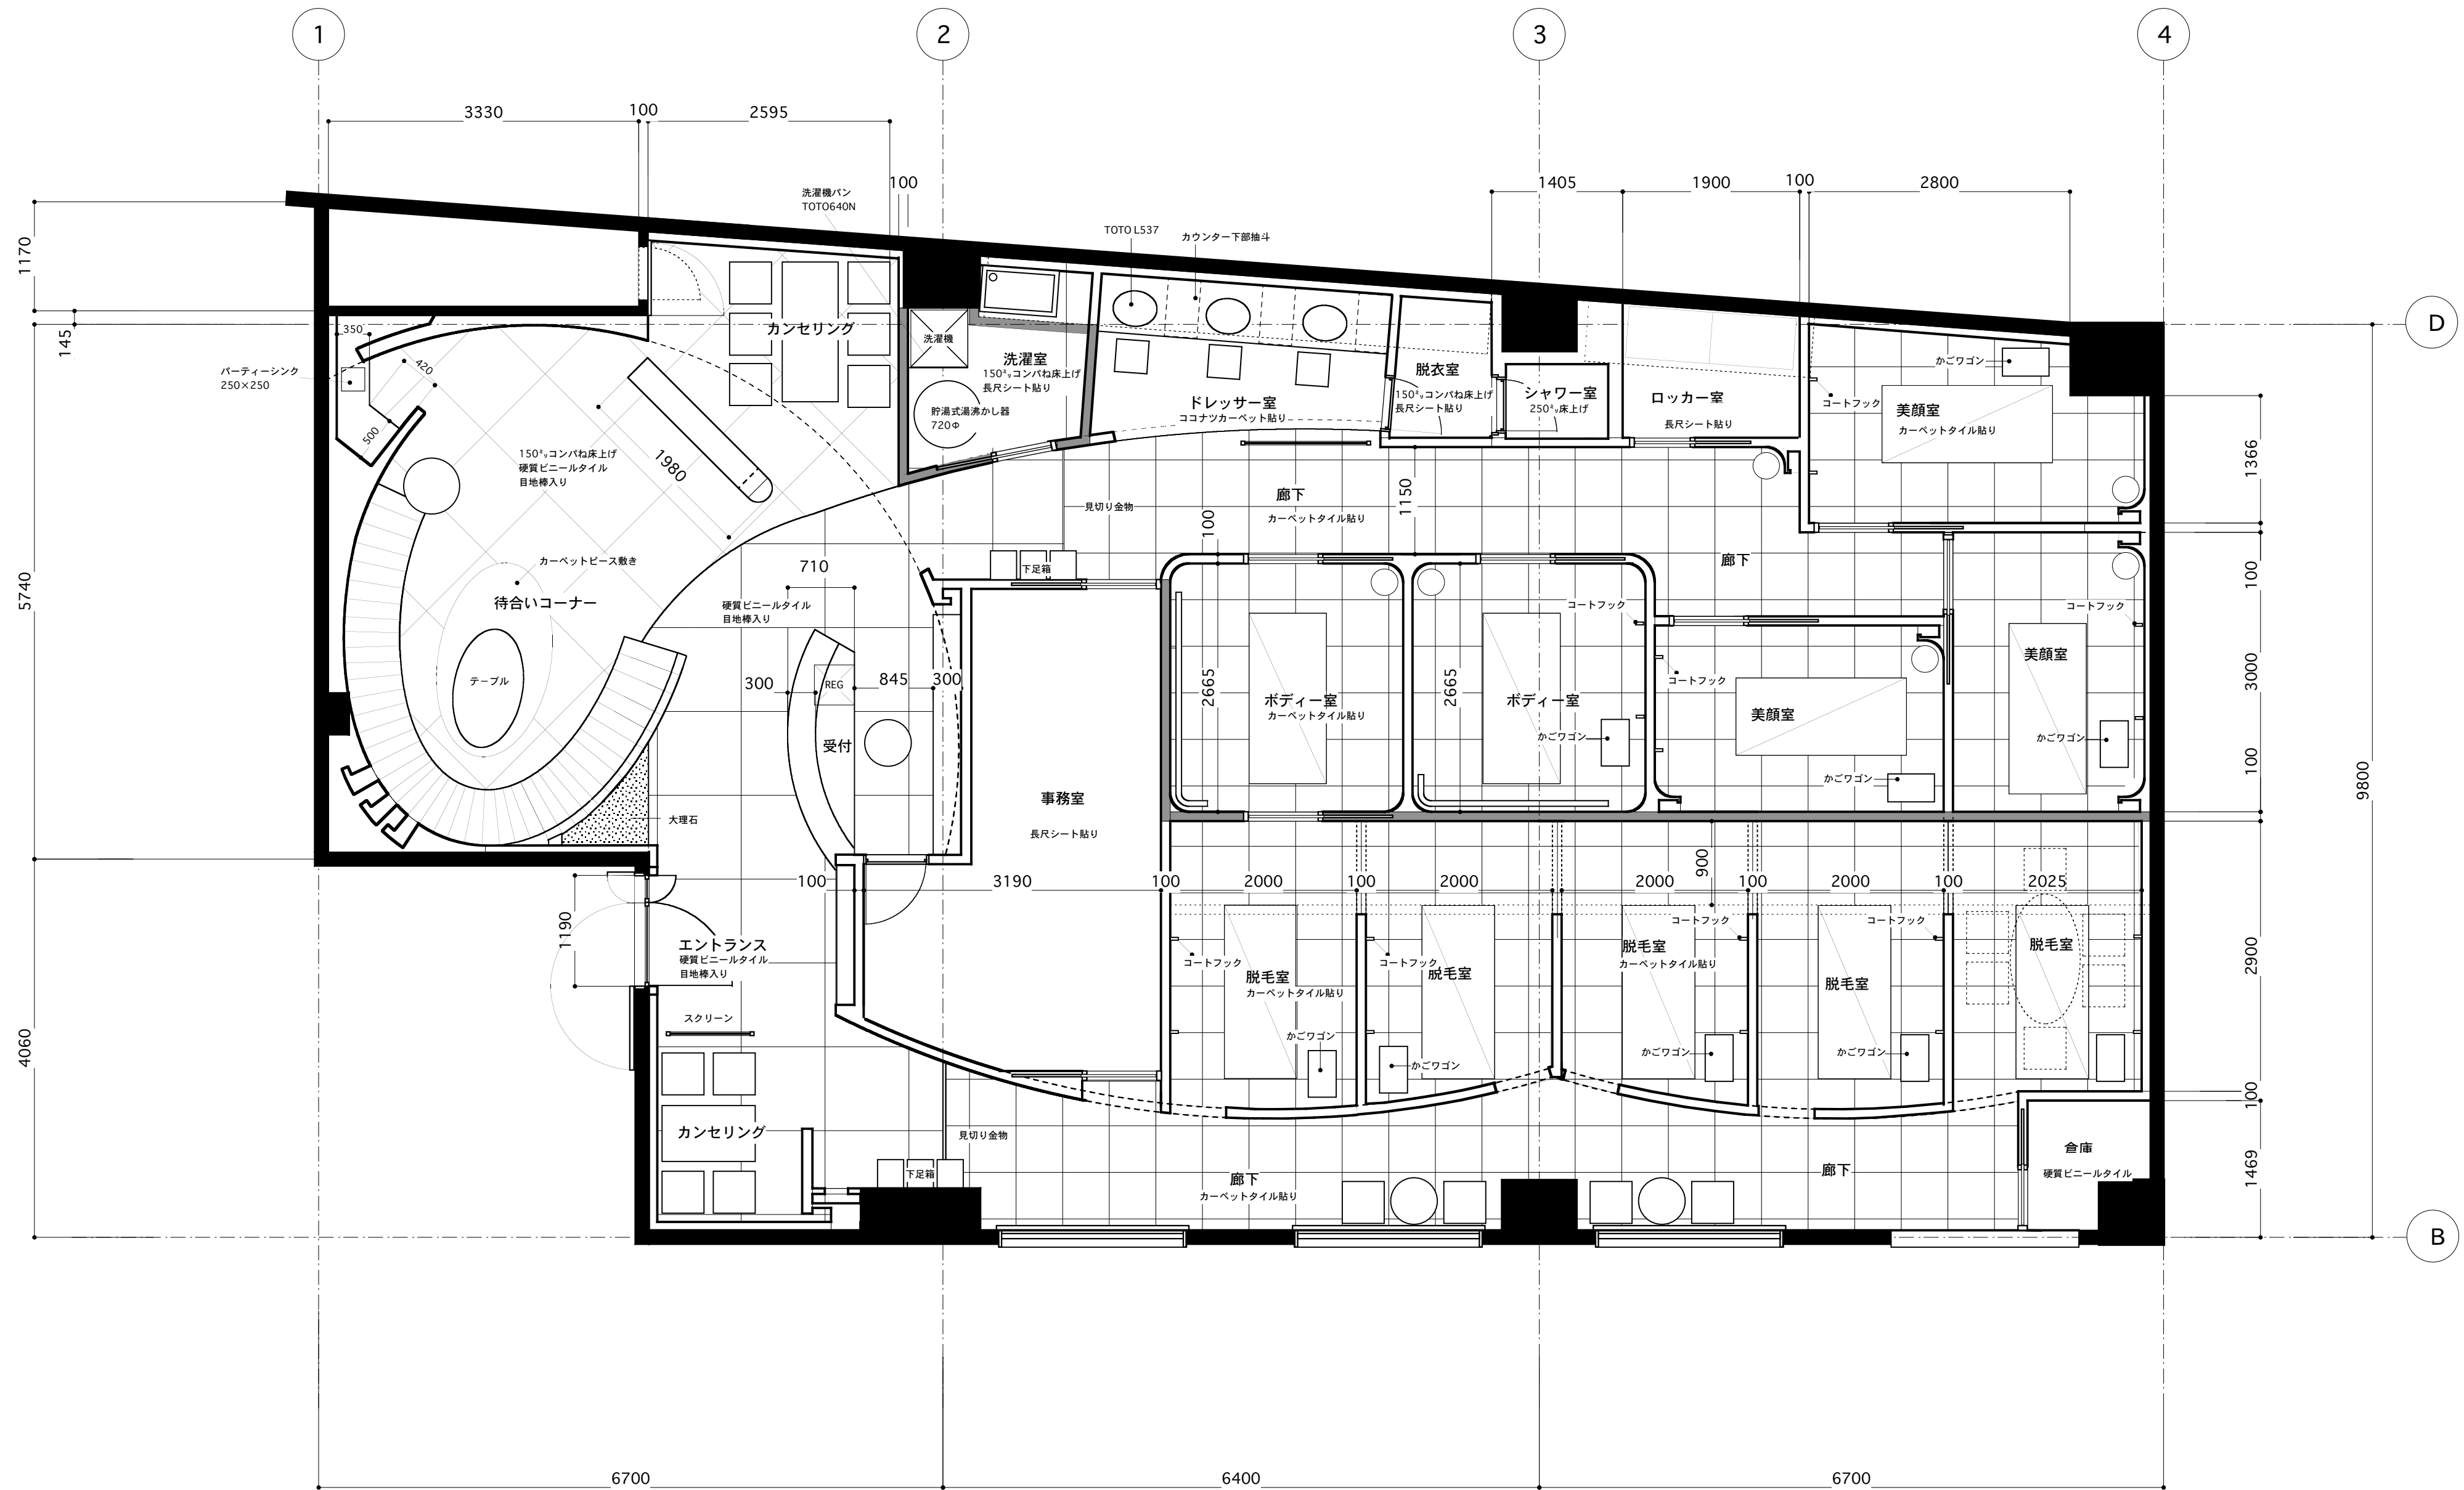 1
2
3
4
3330
100
2595
100
1405
1900
100
2800
洗濯機パン
TOTO640N
TOTO L537
カウンター下部抽斗
D
1170
145
5740
4060
350
420
500
パーティーシンク
250×250
カンセリング
洗濯機
洗濯室
150㍉コンパね床上げ
長尺シート貼り
貯湯式湯沸かし器
720Φ
ドレッサー室
ココナツカーペット貼り
脱衣室
150㍉コンパね床上げ
長尺シート貼り
シャワー室
250㍉床上げ
ロッカー室
長尺シート貼り
かごワゴン
コートフック
美顔室
カーペットタイル貼り
150㍉コンパね床上げ
硬質ビニールタイル
目地棒入り
1980
見切り金物
廊下
カーペットタイル貼り
1150
100
廊下
1366
100
3000
100
9800
カーペットピース敷き
待合いコーナー
テーブル
710
硬質ビニールタイル
目地棒入り
下足箱
300
REG
845
300
受付
事務室
長尺シート貼り
2665
ボディー室
カーペットタイル貼り
2665
コートフック
ボディー室
かごワゴン
コートフック
美顔室
かごワゴン
コートフック
美顔室
かごワゴン
大理石
100
3190
100
2000
100
2000
2000
900
100
2000
100
2025
1190
エントランス
硬質ビニールタイル
目地棒入り
スクリーン
コートフック
脱毛室
カーペットタイル貼り
かごワゴン
コートフック
脱毛室
かごワゴン
コートフック
脱毛室
カーペットタイル貼り
かごワゴン
コートフック
脱毛室
かごワゴン
脱毛室
2900
100
1469
カンセリング
見切り金物
下足箱
廊下
カーペットタイル貼り
廊下
倉庫
硬質ビニールタイル
B
6700
6400
6700